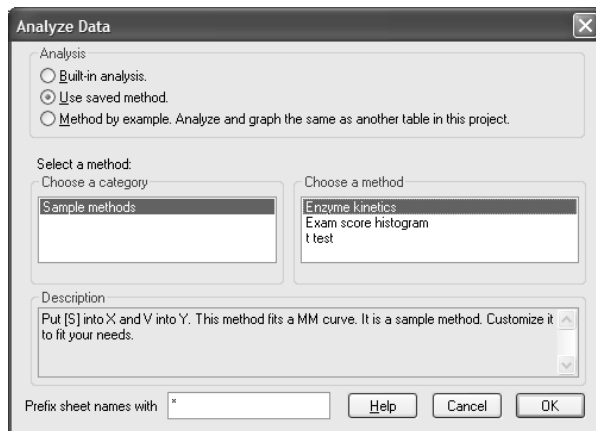 Analyze Data
Analysis
Built-in analysis.
Use saved method.
Method by example. Analyze and graph the same as another table in this project.
Select a method:
Choose a category
Choose a method
Sample methods
Enzyme kinetics
Exam score histogram
t test
Description
Put [S] into X and V into Y. This method fits a MM curve. It is a sample method. Customize it
to fit your needs.
Prefix sheet names with
*
Help
Cancel
OK